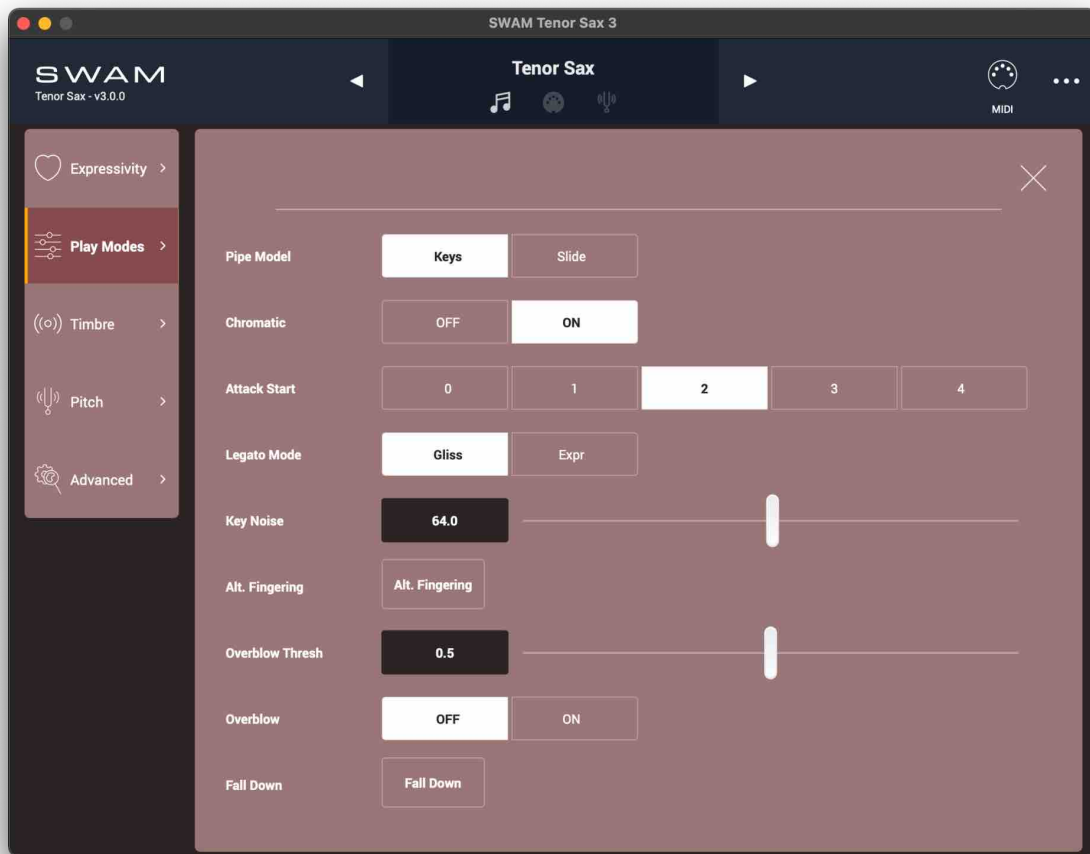 SWAM Tenor Sax 3
SWAM
Tenor Sax - v3.0.0
Tenor Sax
MIDI
Expressivity
Play Modes
Timbre
Pitch
Advanced
Pipe Model Keys Slide
Chromatic OFF ON
Attack Start 0 1 2 3 4
Legato Mode Gliss Expr
Key Noise 64.0
Alt. Fingering Alt. Fingering
Overblow Thresh 0.5
Overblow OFF ON
Fall Down Fall Down